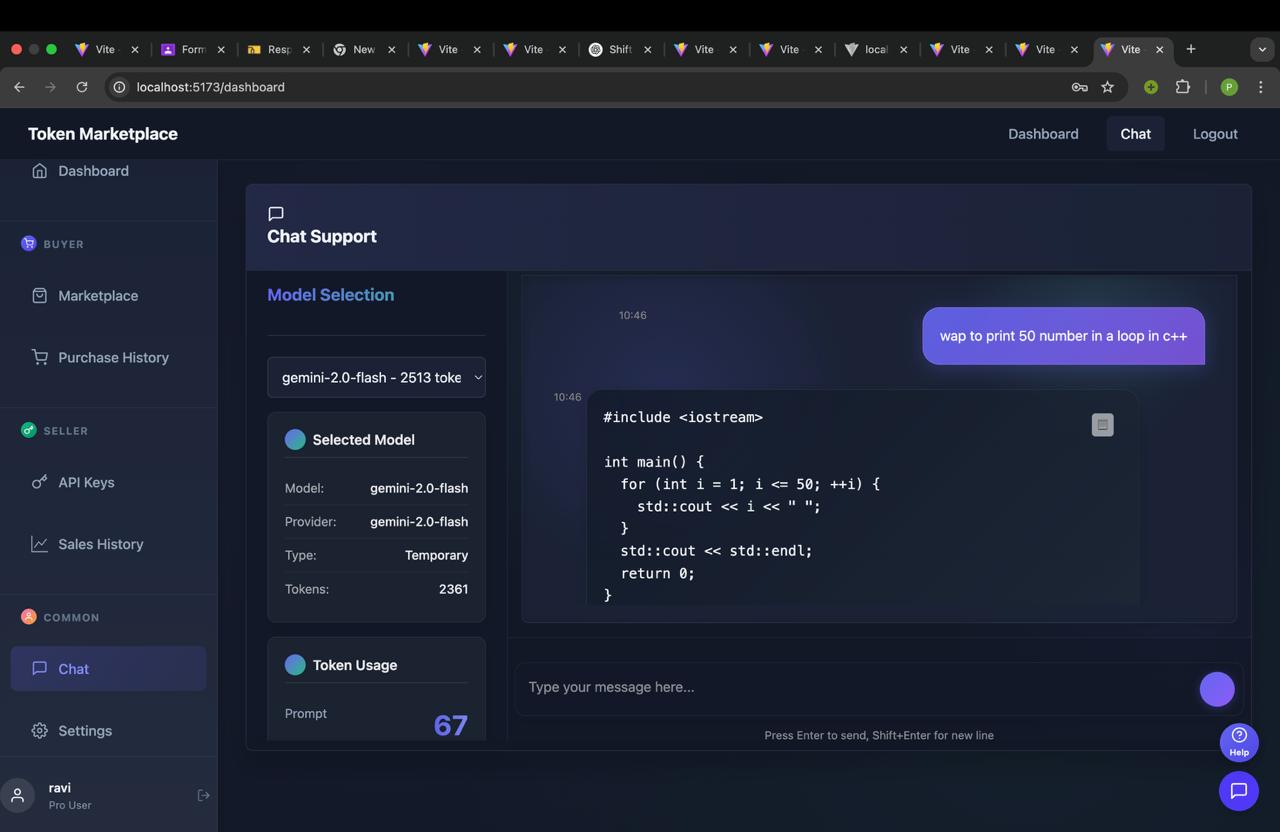 Vite
Form
Resp
New
Vite
Vite
Shift
Vite
Vite
local
Vite
Vite
Vite
localhost:5173/dashboard
P
Token Marketplace
Dashboard
Chat
Logout
Dashboard
BUYER
Marketplace
Purchase History
SELLER
API Keys
Sales History
COMMON
Chat
Settings
ravi
Pro User
Chat Support
Model Selection
gemini-2.0-flash - 2513 toke
Selected Model
Model: gemini-2.0-flash
Provider: gemini-2.0-flash
Type: Temporary
Tokens: 2361
Token Usage
Prompt 67
10:46
wap to print 50 number in a loop in c++
10:46
#include <iostream>
int main() {
  for (int i = 1; i <= 50; ++i) {
    std::cout << i << " ";
  }
  std::cout << std::endl;
  return 0;
}
Type your message here...
Press Enter to send, Shift+Enter for new line
Help